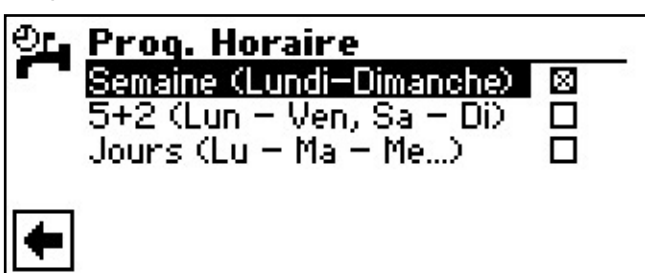 Prog. Horaire
Semaine (Lundi-Dimanche)
5+2 (Lun - Ven, Sa - Di)
Jours (Lu - Ma - Me...)